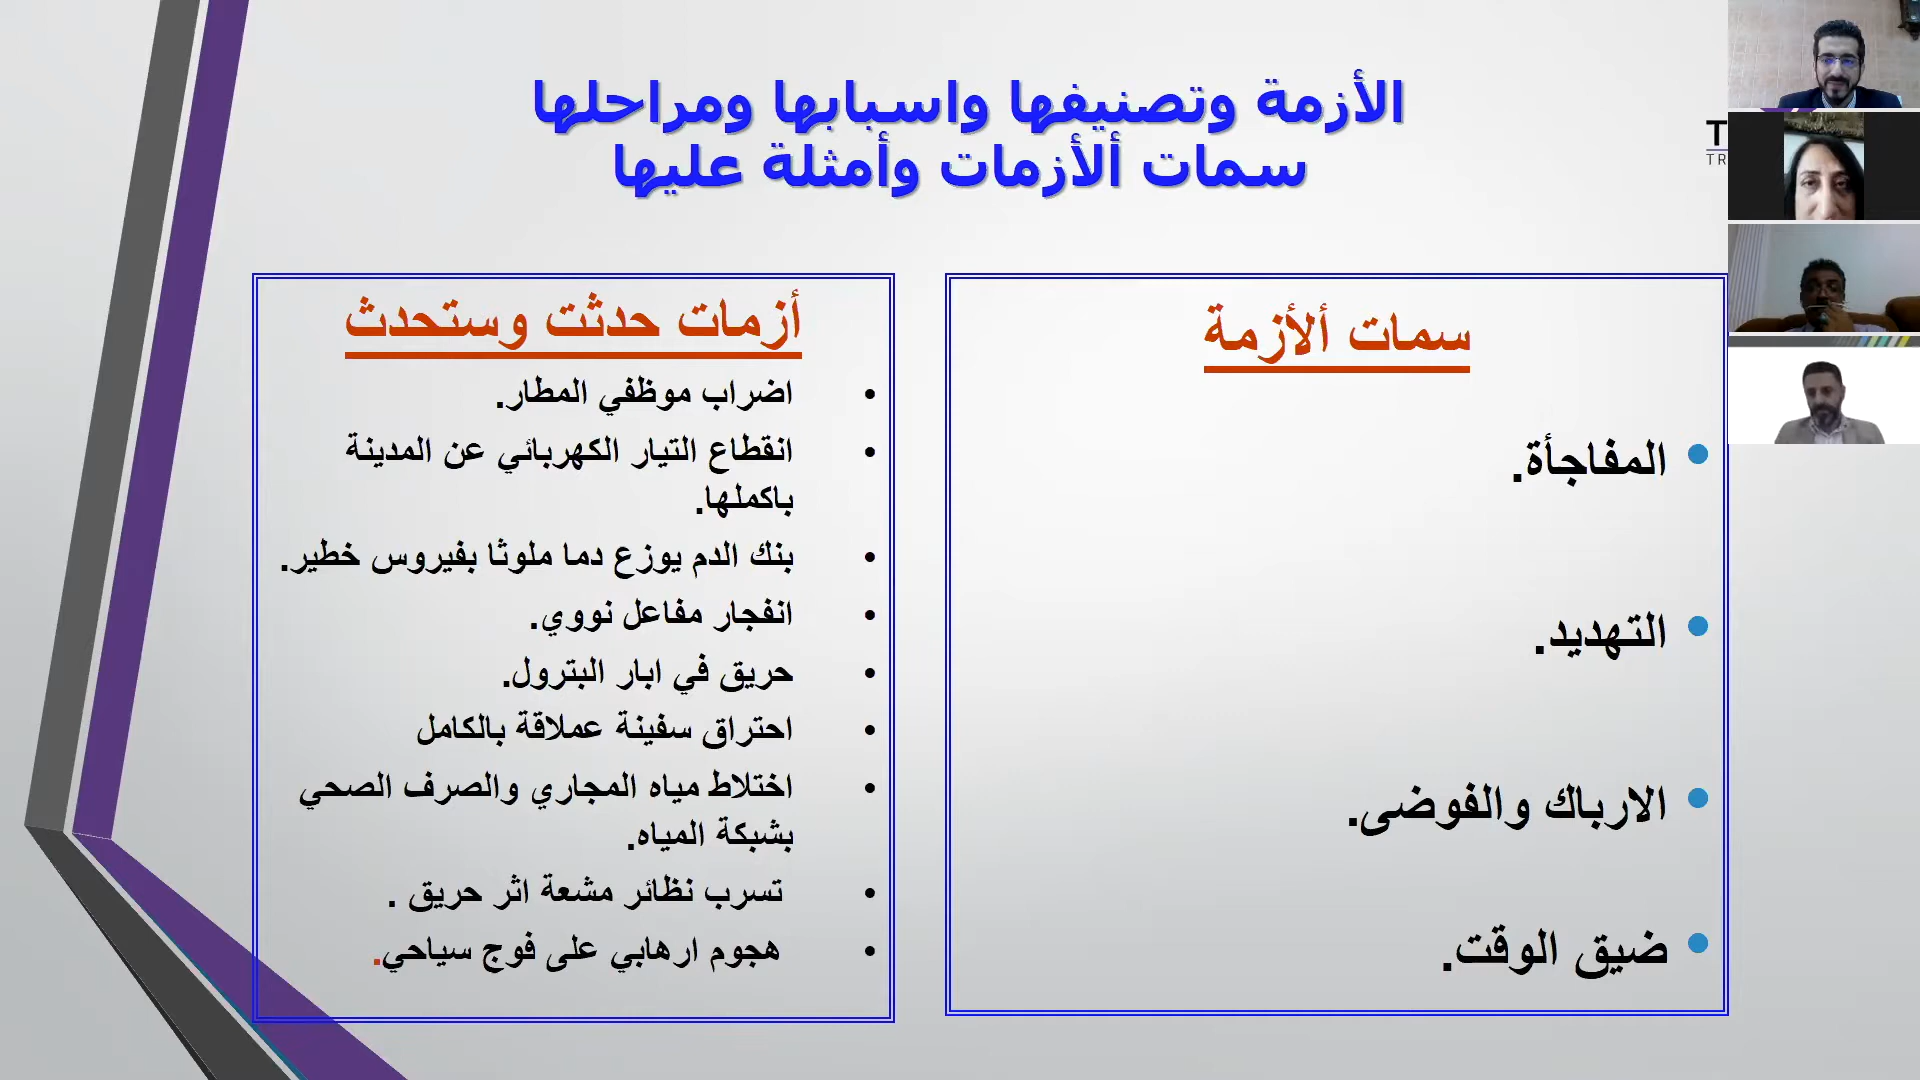 الأزمة وتصنيفها واسبابها ومراحلها
سمات ألأزمات وأمثلة عليها
سمات ألأزمة
• المفاجأة.
• التهديد.
• الارباك والفوضى.
• ضيق الوقت.
أزمات حدثت وستحدث
• اضراب موظفي المطار.
• انقطاع التيار الكهربائي عن المدينة
باكملها.
• بنك الدم يوزع دما ملوثا بفيروس خطير.
• انفجار مفاعل نووي.
• حريق في ابار البترول.
• احتراق سفينة عملاقة بالكامل
• اختلاط مياه المجاري والصرف الصحي
بشبكة المياه.
• تسرب نظائر مشعة اثر حريق .
• هجوم ارهابي على فوج سياحي.